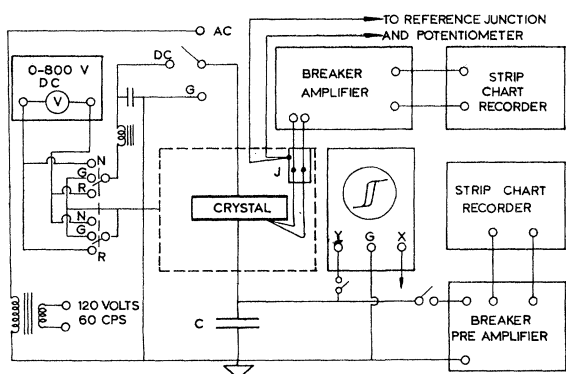 TO REFERENCE JUNCTION
AND POTENTIOMETER
AC
DC
G
0-800 V
DC
V
BREAKER
AMPLIFIER
STRIP
CHART
RECORDER
N
G
R
N
G
R
J
CRYSTAL
Y
G
X
STRIP CHART
RECORDER
120 VOLTS
60 CPS
C
BREAKER
PRE AMPLIFIER